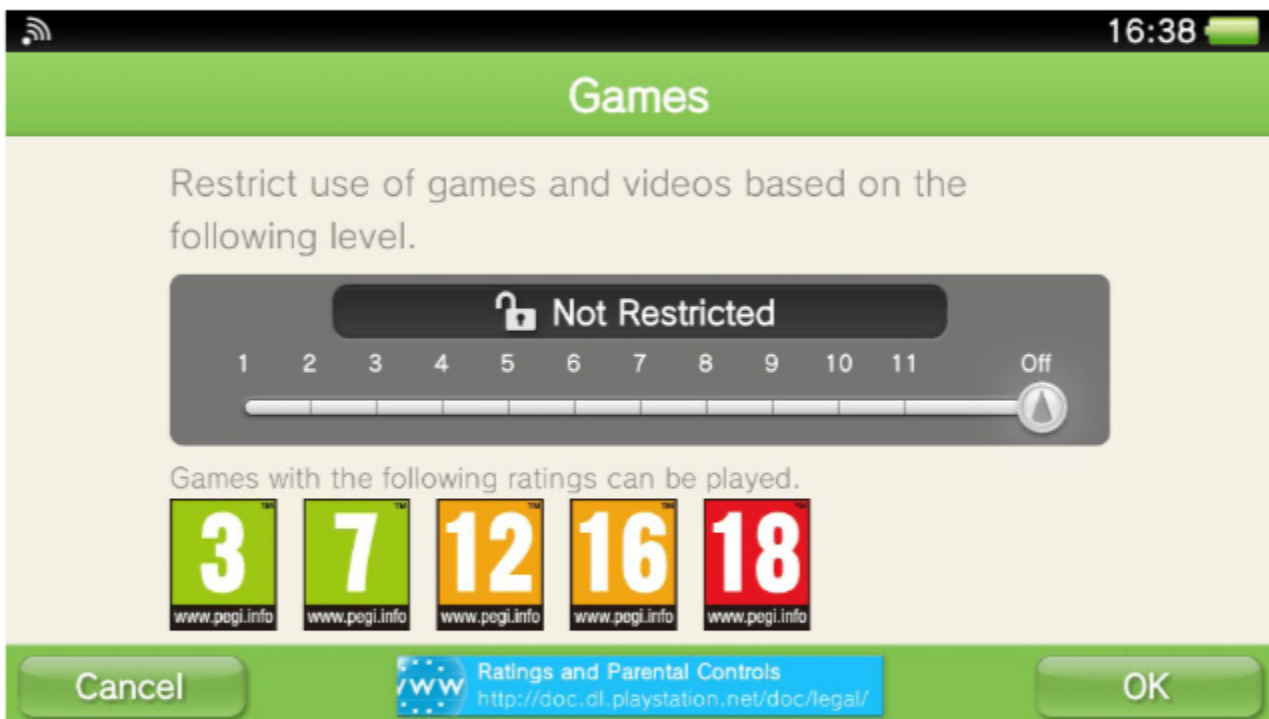 16:38
Games
Restrict use of games and videos based on the
following level.
Not Restricted
1 2 3 4 5 6 7 8 9 10 11 Off
Games with the following ratings can be played.
3 7 12 16 18
www.pegi.info www.pegi.info www.pegi.info www.pegi.info www.pegi.info
Cancel
www
Ratings and Parental Controls
http://doc.dl.playstation.net/doc/legal/
OK